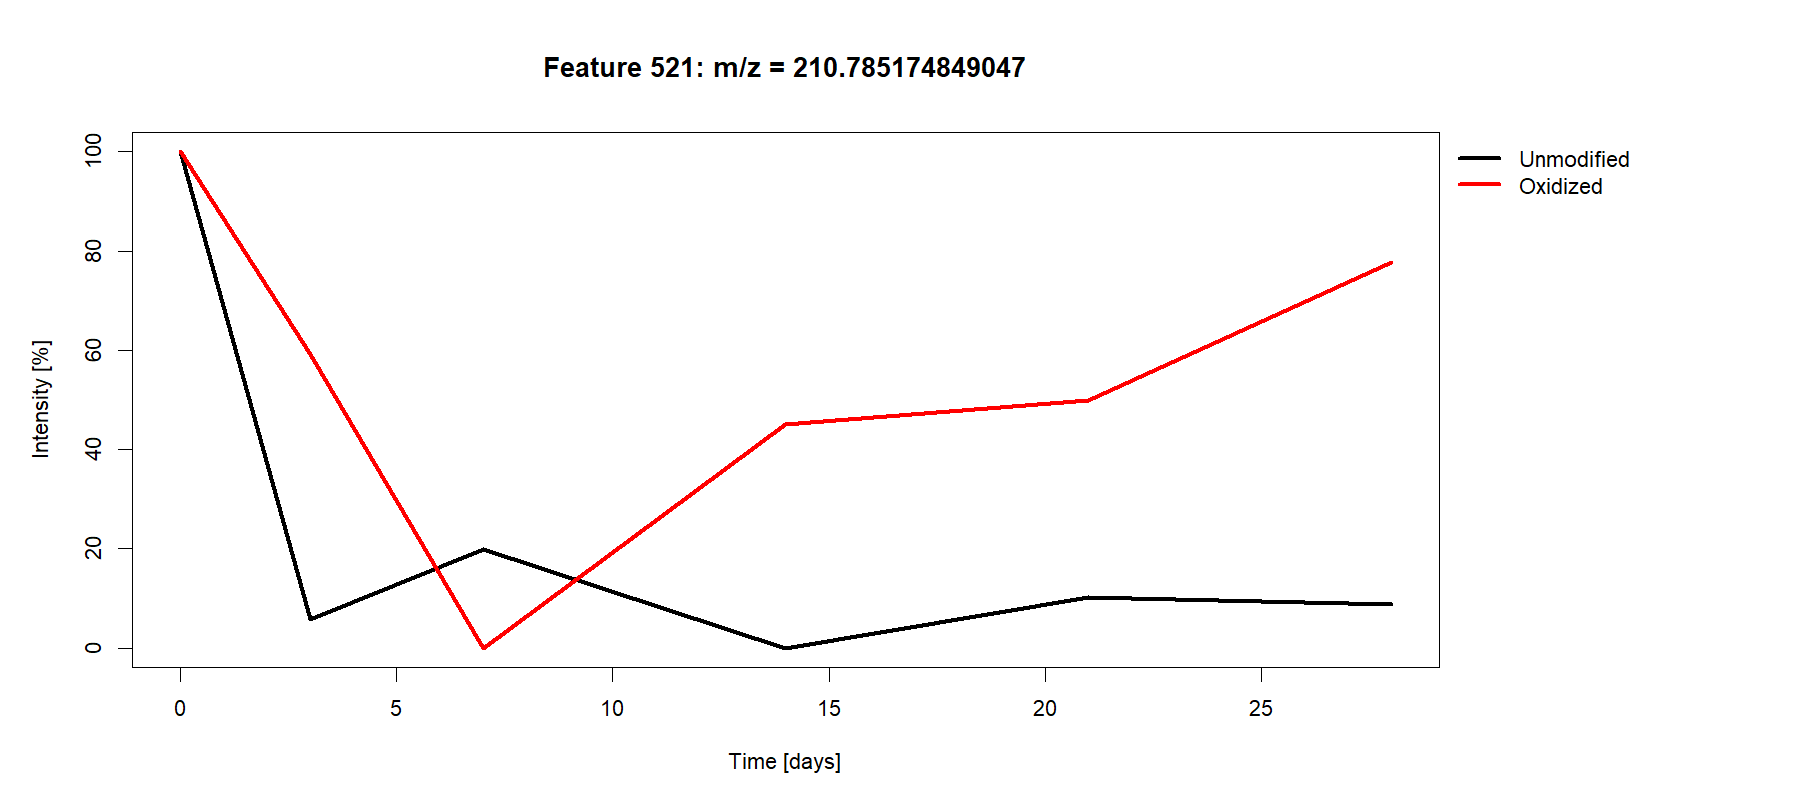 Feature 521: m/z = 210.785174849047
Unmodified
Oxidized
Intensity [%]
100
80
60
40
20
0
0 5 10 15 20 25
Time [days]